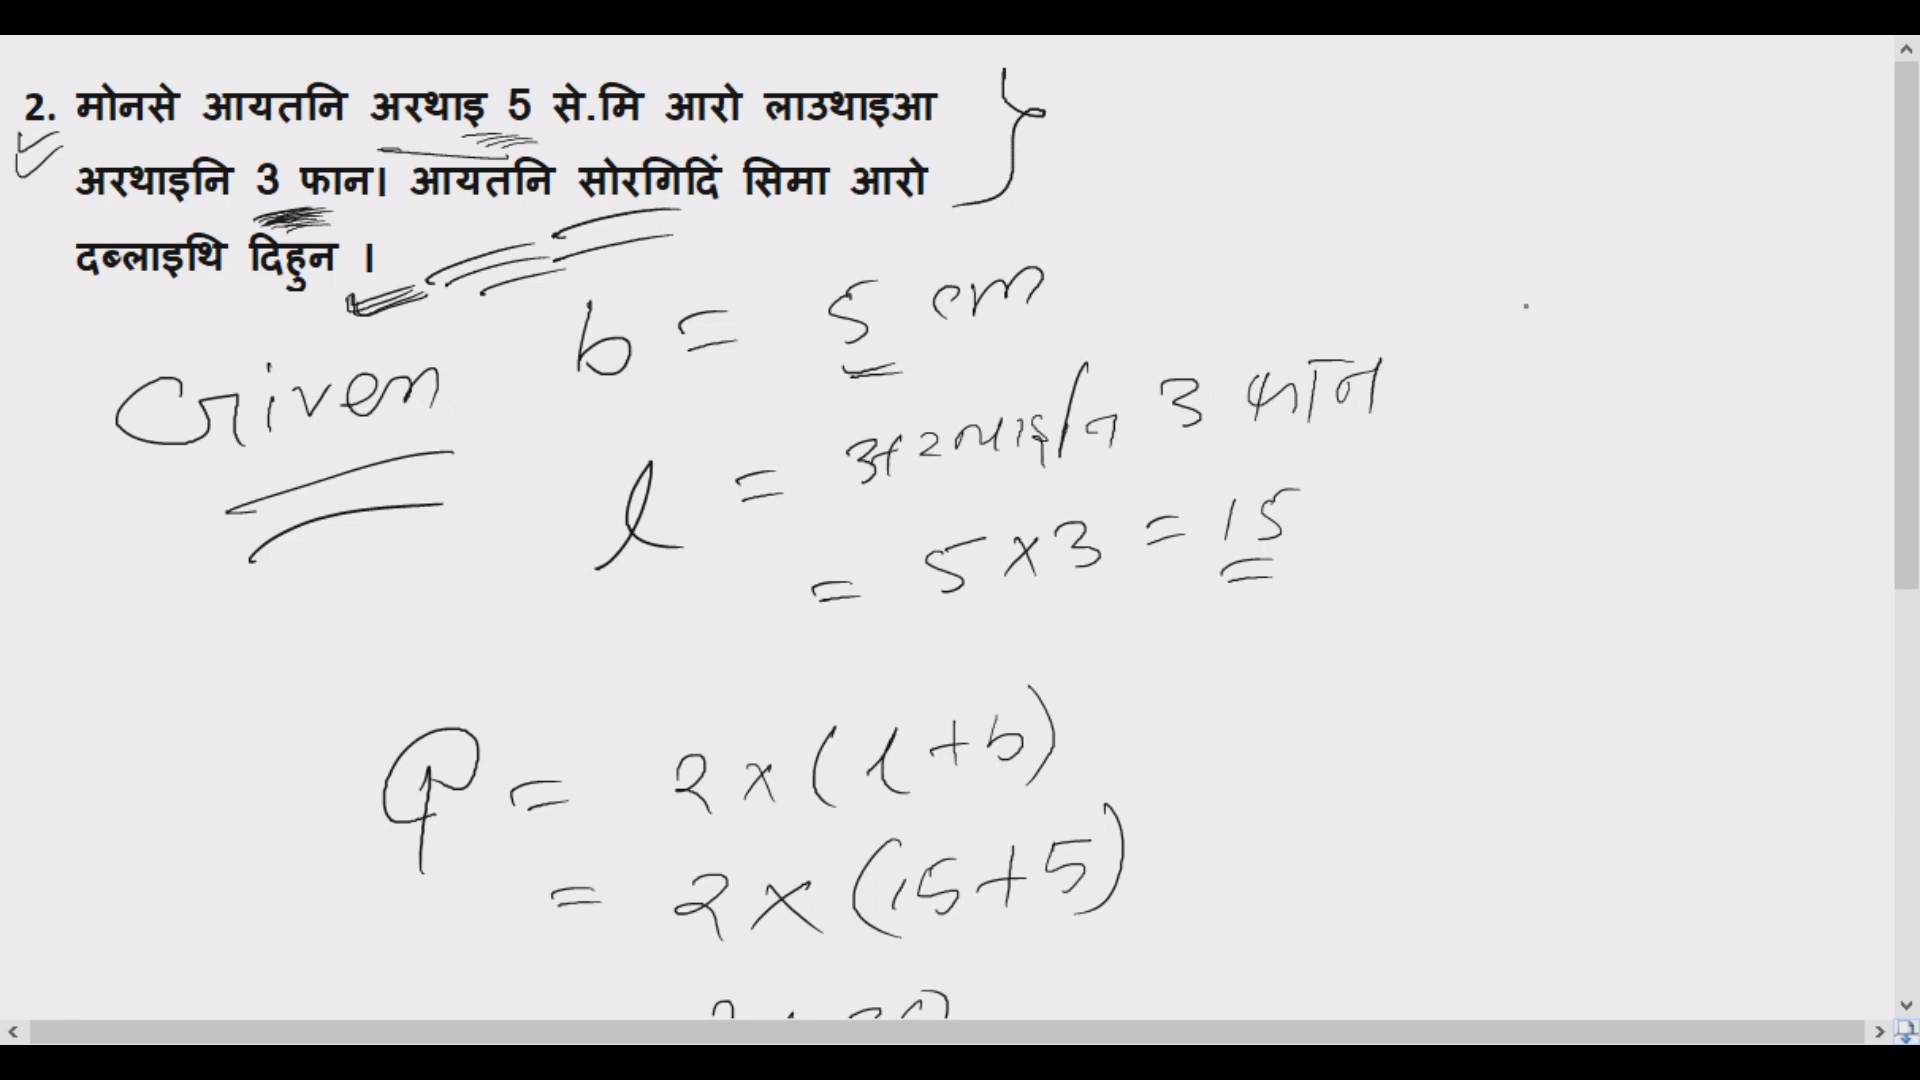 2. मोनसे आयतनि अरथाइ 5 से.मि आरो लाउथाइआ
अरथाइनि 3 फान। आयतनि सोरगिदिं सिमा आरो
दब्लाइथि दिहुन ।
Given b = 5 cm
l = अरथाइनि 3 फान
= 5 × 3 = 15
P = 2 × (l + b)
= 2 × (15 + 5)